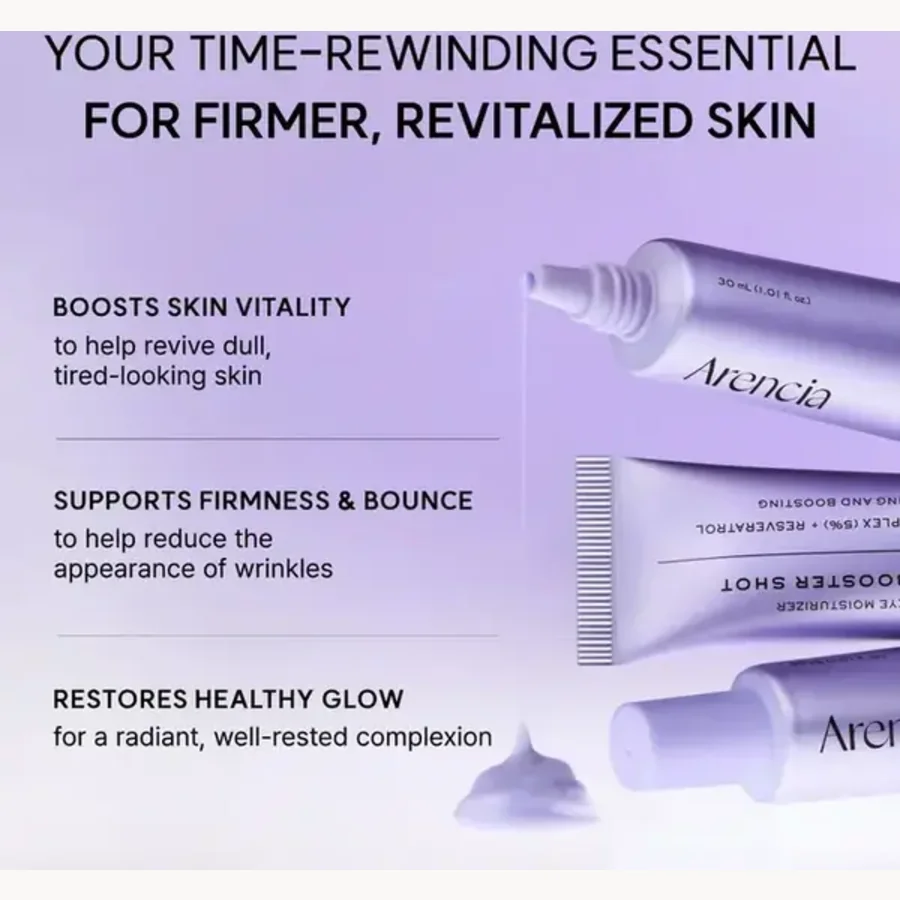 YOUR TIME-REWINDING ESSENTIAL
FOR FIRMER, REVITALIZED SKIN
BOOSTS SKIN VITALITY
to help revive dull,
tired-looking skin
SUPPORTS FIRMNESS & BOUNCE
to help reduce the
appearance of wrinkles
RESTORES HEALTHY GLOW
for a radiant, well-rested complexion
30 mL (1.01 fl. oz.)
Arencia
EYE MOISTURIZER
BOOSTER SHOT
PLEX (5%) + RESVERATROL
NG AND BOOSTING
Aren